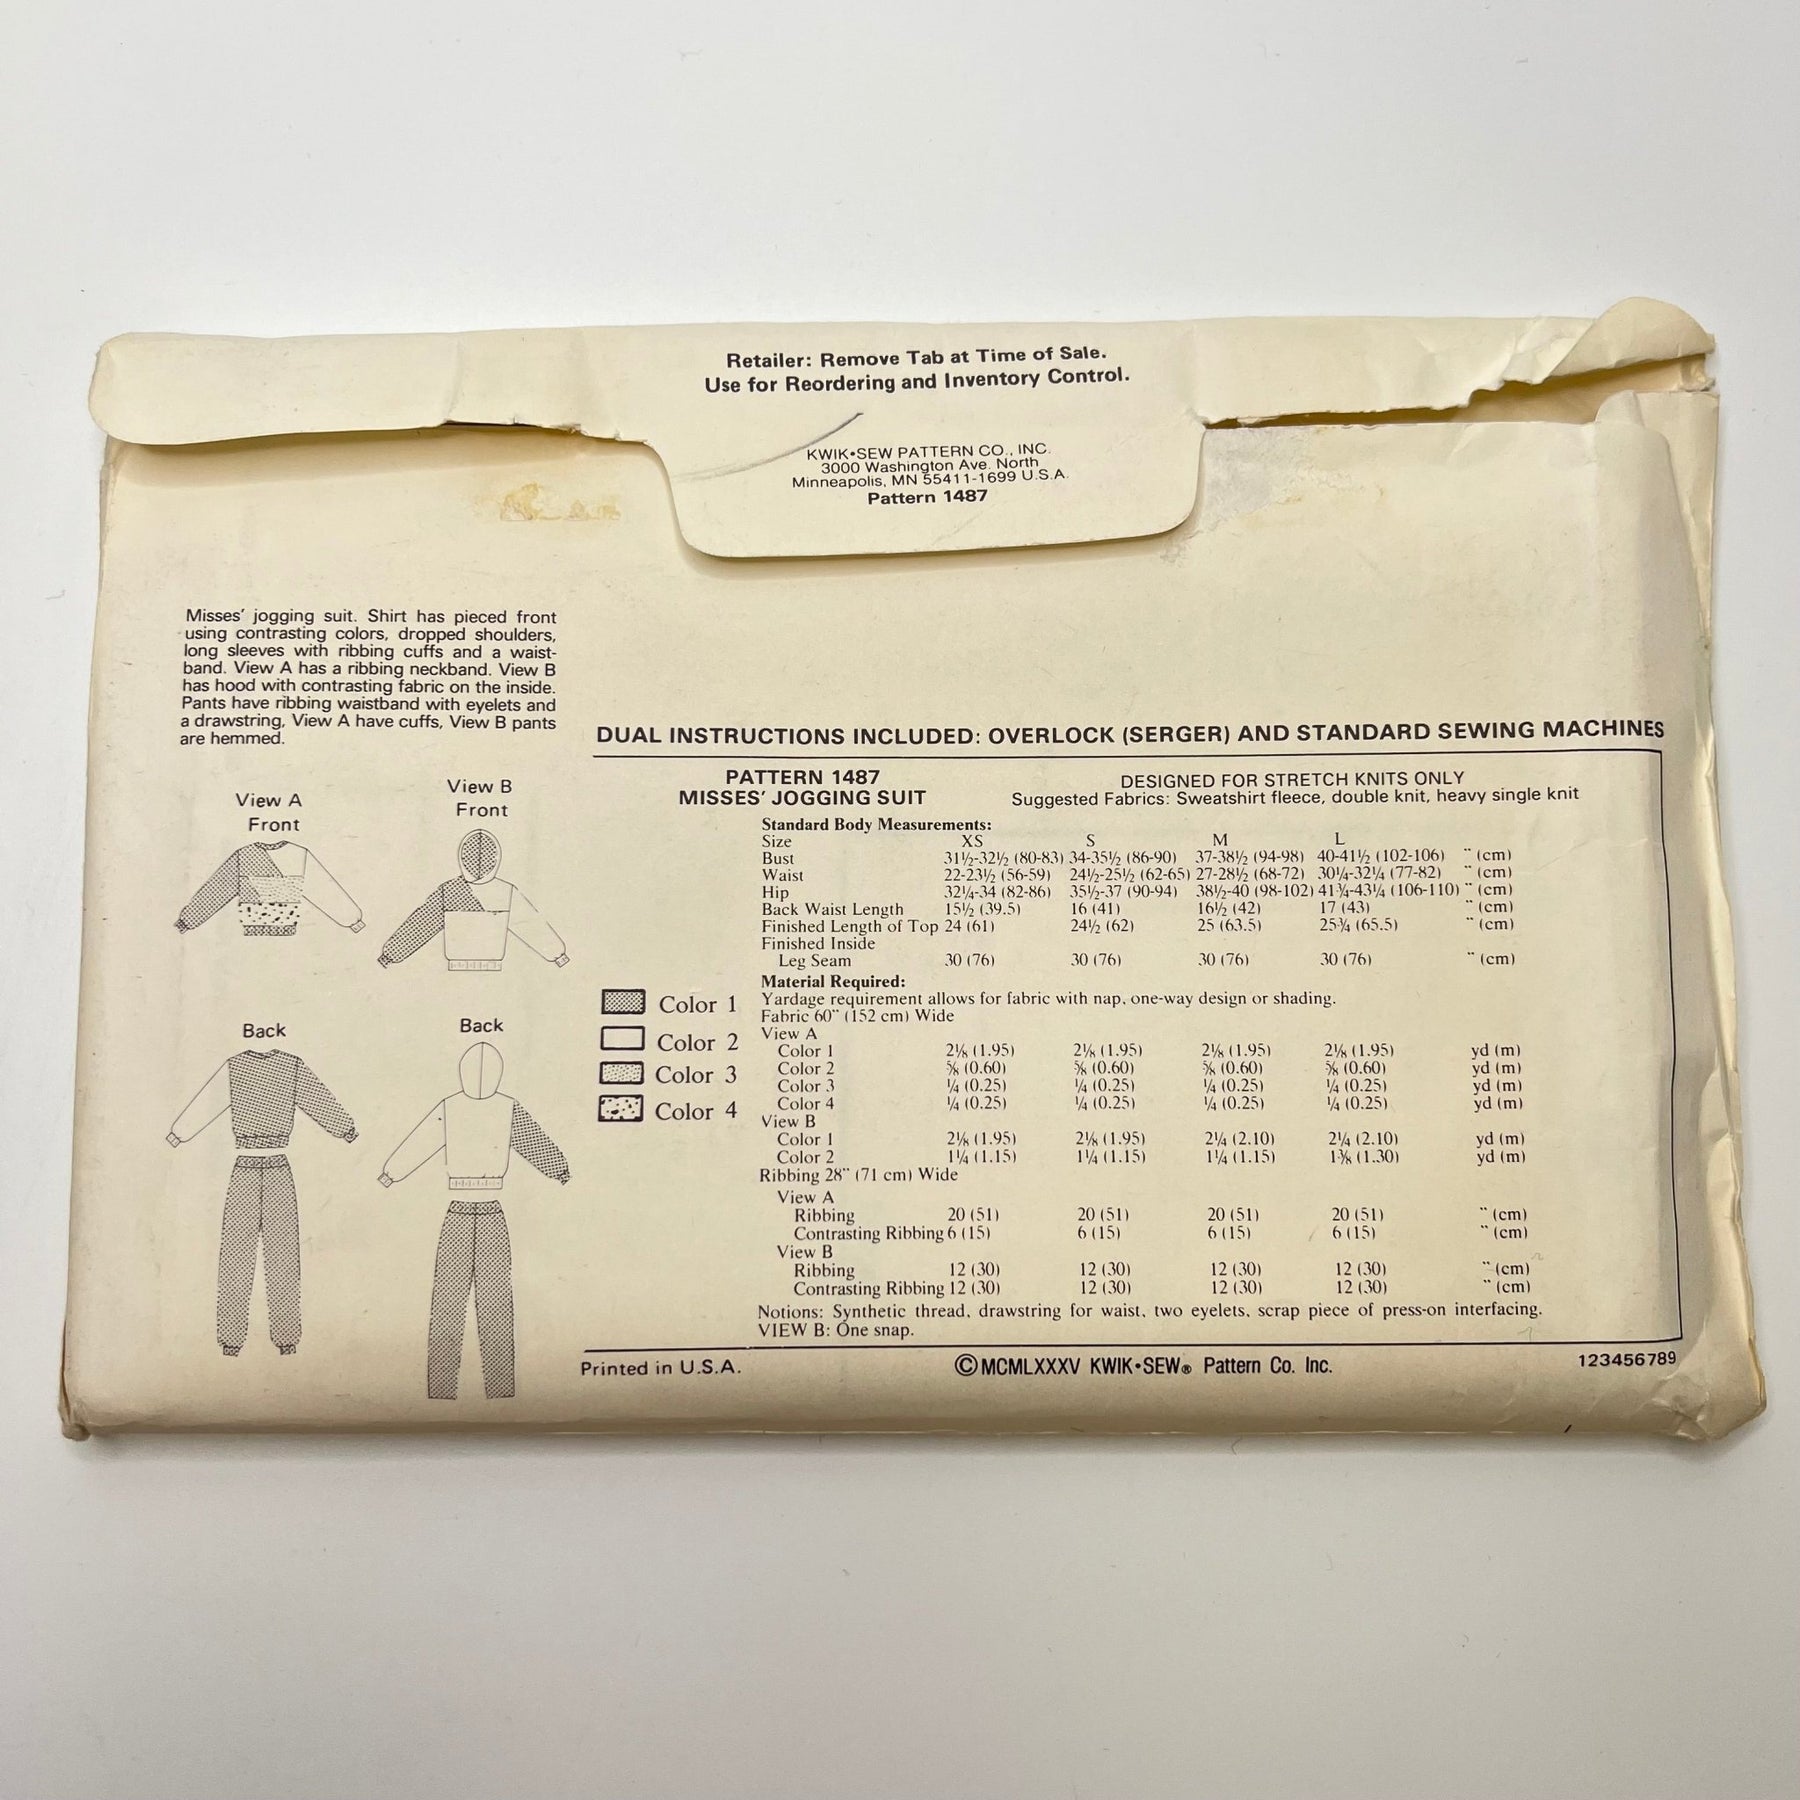 Retailer: Remove Tab at Time of Sale.
Use for Reordering and Inventory Control.
KWIK•SEW PATTERN CO., INC.
3000 Washington Ave. North
Minneapolis, MN 55411-1699 U.S.A.
Pattern 1487
Misses' jogging suit. Shirt has pieced front
using contrasting colors, dropped shoulders,
long sleeves with ribbing cuffs and a waist-
band. View A has a ribbing neckband. View B
has hood with contrasting fabric on the inside.
Pants have ribbing waistband with eyelets and
a drawstring, View A have cuffs, View B pants
are hemmed.
View A
Front
View B
Front
Back
Back
Color 1
Color 2
Color 3
Color 4
DUAL INSTRUCTIONS INCLUDED: OVERLOCK (SERGER) AND STANDARD SEWING MACHINES
PATTERN 1487
MISSES' JOGGING SUIT
DESIGNED FOR STRETCH KNITS ONLY
Suggested Fabrics: Sweatshirt fleece, double knit, heavy single knit
Standard Body Measurements:
Size XS S M L
Bust 31½-32½ (80-83) 34-35½ (86-90) 37-38½ (94-98) 40-41½ (102-106) " (cm)
Waist 22-23½ (56-59) 24½-25½ (62-65) 27-28½ (68-72) 30¼-32¼ (77-82) " (cm)
Hip 32¼-34 (82-86) 35½-37 (90-94) 38½-40 (98-102) 41¾-43¼ (106-110) " (cm)
Back Waist Length 15½ (39.5) 16 (41) 16½ (42) 17 (43) " (cm)
Finished Length of Top 24 (61) 24½ (62) 25 (63.5) 25¾ (65.5) " (cm)
Finished Inside
Leg Seam 30 (76) 30 (76) 30 (76) 30 (76) " (cm)
Material Required:
Yardage requirement allows for fabric with nap, one-way design or shading.
Fabric 60" (152 cm) Wide
View A
Color 1 2⅛ (1.95) 2⅛ (1.95) 2⅛ (1.95) 2⅛ (1.95) yd (m)
Color 2 ⅝ (0.60) ⅝ (0.60) ⅝ (0.60) ⅝ (0.60) yd (m)
Color 3 ¼ (0.25) ¼ (0.25) ¼ (0.25) ¼ (0.25) yd (m)
Color 4 ¼ (0.25) ¼ (0.25) ¼ (0.25) ¼ (0.25) yd (m)
View B
Color 1 2⅛ (1.95) 2⅛ (1.95) 2¼ (2.10) 2¼ (2.10) yd (m)
Color 2 1¼ (1.15) 1¼ (1.15) 1¼ (1.15) 1⅜ (1.30) yd (m)
Ribbing 28" (71 cm) Wide
View A
Ribbing 20 (51) 20 (51) 20 (51) 20 (51) " (cm)
Contrasting Ribbing 6 (15) 6 (15) 6 (15) 6 (15) " (cm)
View B
Ribbing 12 (30) 12 (30) 12 (30) 12 (30) " (cm)
Contrasting Ribbing 12 (30) 12 (30) 12 (30) 12 (30) " (cm)
Notions: Synthetic thread, drawstring for waist, two eyelets, scrap piece of press-on interfacing.
VIEW B: One snap.
Printed in U.S.A.
©MCMLXXXV KWIK•SEW® Pattern Co. Inc.
123456789